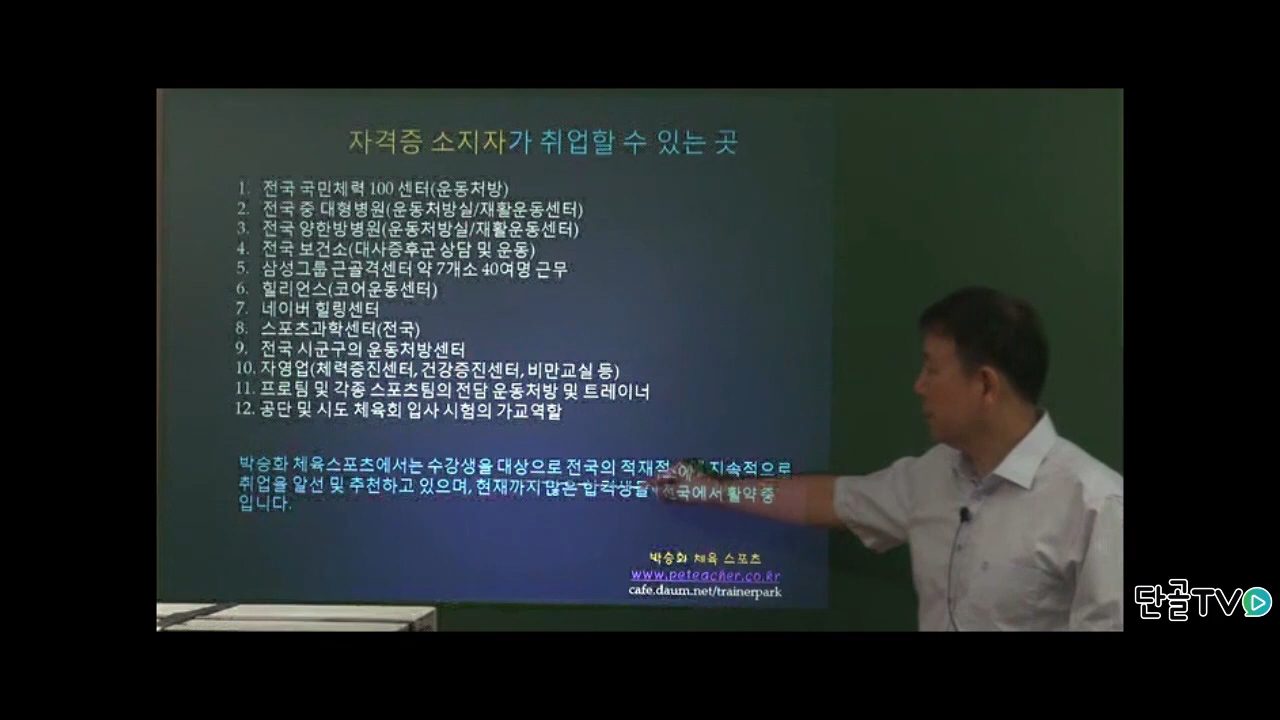 자격증 소지자가 취업할 수 있는 곳
1. 전국 국민체력 100 센터(운동처방)
2. 전국 중 대형병원(운동처방실/재활운동센터)
3. 전국 양한방병원(운동처방실/재활운동센터)
4. 전국 보건소(대사증후군 상담 및 운동)
5. 삼성그룹 근골격센터 약 7개소 40여명 근무
6. 힐리언스(코어운동센터)
7. 네이버 힐링센터
8. 스포츠과학센터(전국)
9. 전국 시군구의 운동처방센터
10. 자영업(체력증진센터, 건강증진센터, 비만교실 등)
11. 프로팀 및 각종 스포츠팀의 전담 운동처방 및 트레이너
12. 공단 및 시도 체육회 입사 시험의 가교역할
박승화 체육스포츠에서는 수강생을 대상으로 전국의 지속적으로
취업을 알선 및 추천하고 있으며, 현재까지 많은 합격생들 전국에서 활약 중
입니다.
박승화 체육 스포츠
www.peteacher.co.kr
cafe.daum.net/trainerpark
단골TV